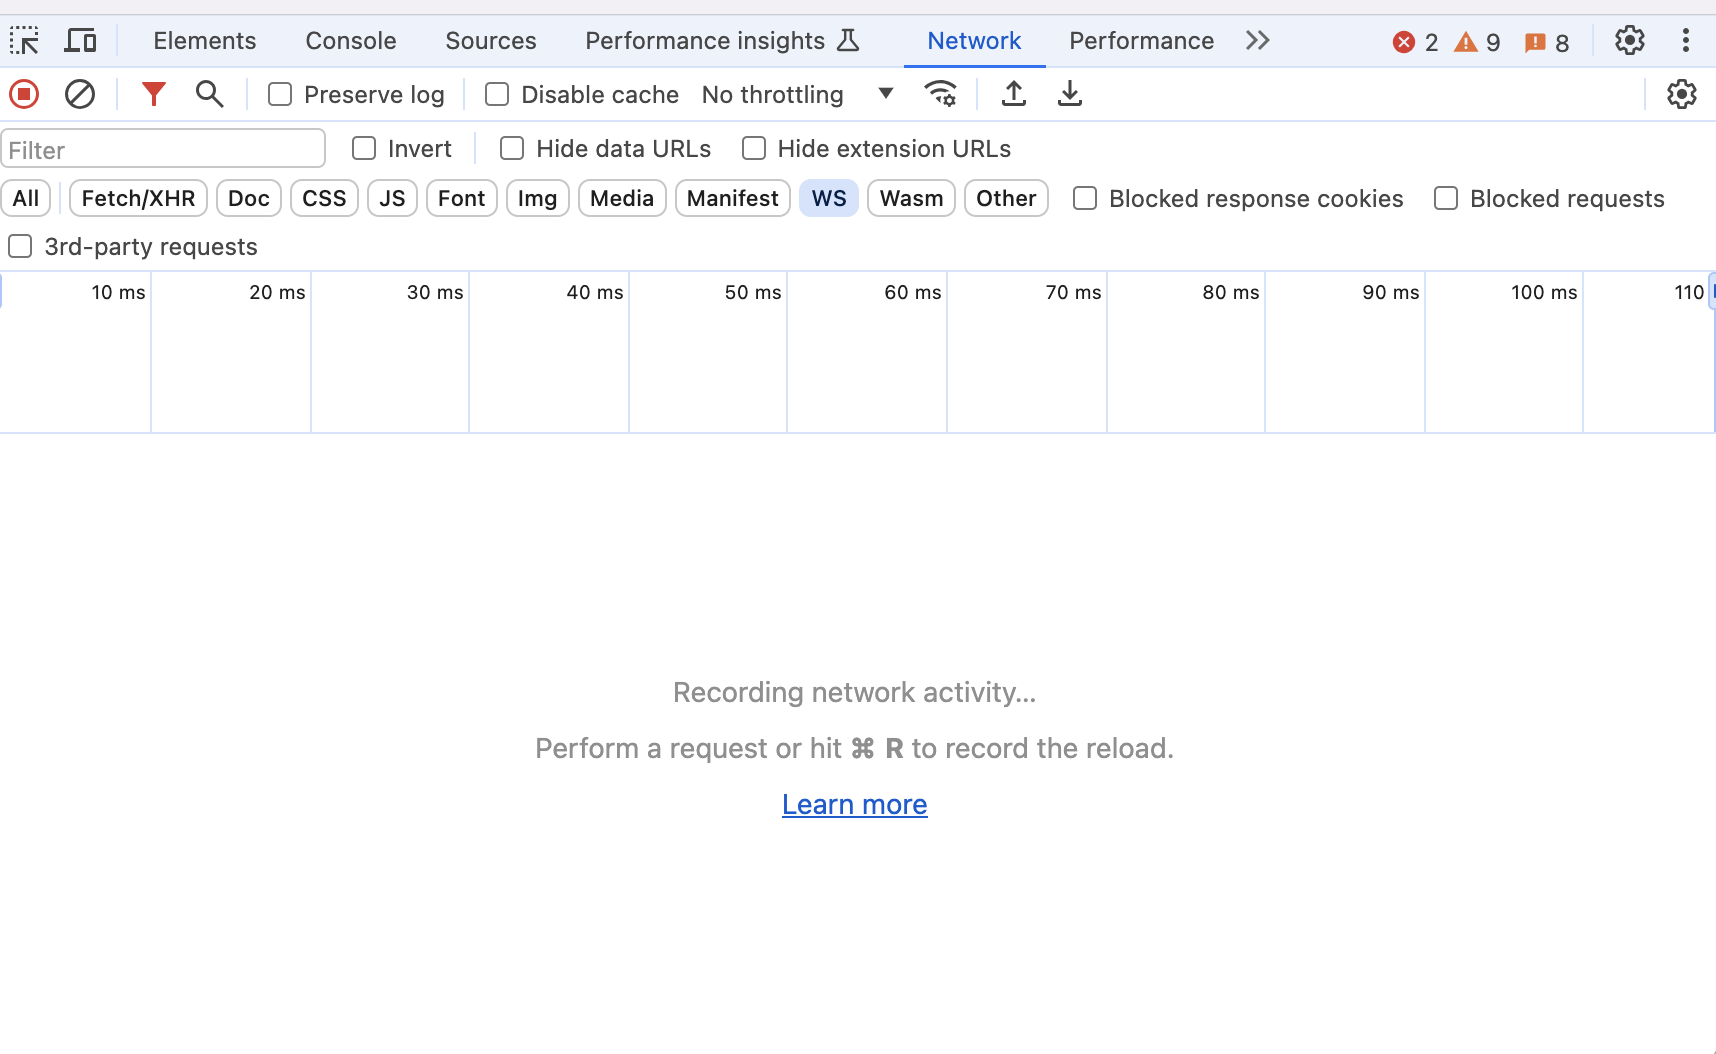 Elements Console Sources Performance insights Network Performance 2 9 8
Preserve log Disable cache No throttling
Filter Invert Hide data URLs Hide extension URLs
All Fetch/XHR Doc CSS JS Font Img Media Manifest WS Wasm Other Blocked response cookies Blocked requests
3rd-party requests
10 ms 20 ms 30 ms 40 ms 50 ms 60 ms 70 ms 80 ms 90 ms 100 ms 110
Recording network activity...
Perform a request or hit ⌘ R to record the reload.
Learn more